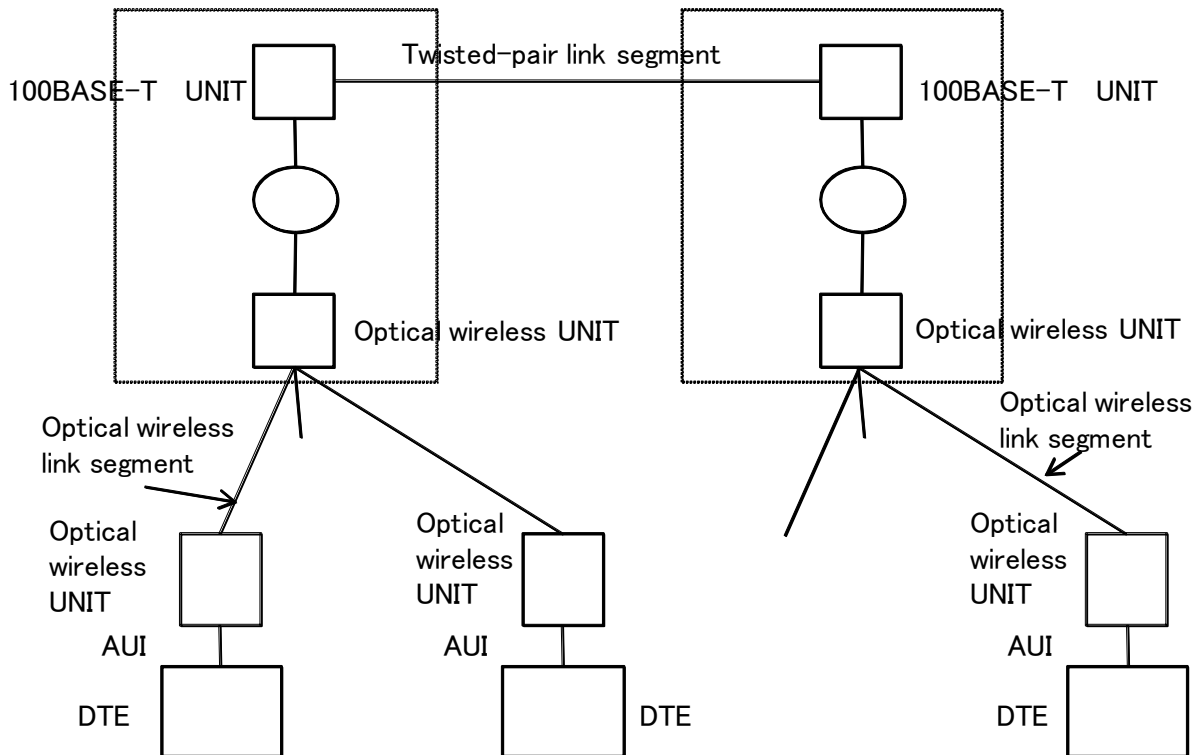 Twisted-pair link segment
100BASE-T UNIT
100BASE-T UNIT
Optical wireless UNIT
Optical wireless UNIT
Optical wireless
link segment
Optical wireless
link segment
Optical
wireless
UNIT
Optical
wireless
UNIT
Optical
wireless
UNIT
AUI
AUI
AUI
DTE
DTE
DTE